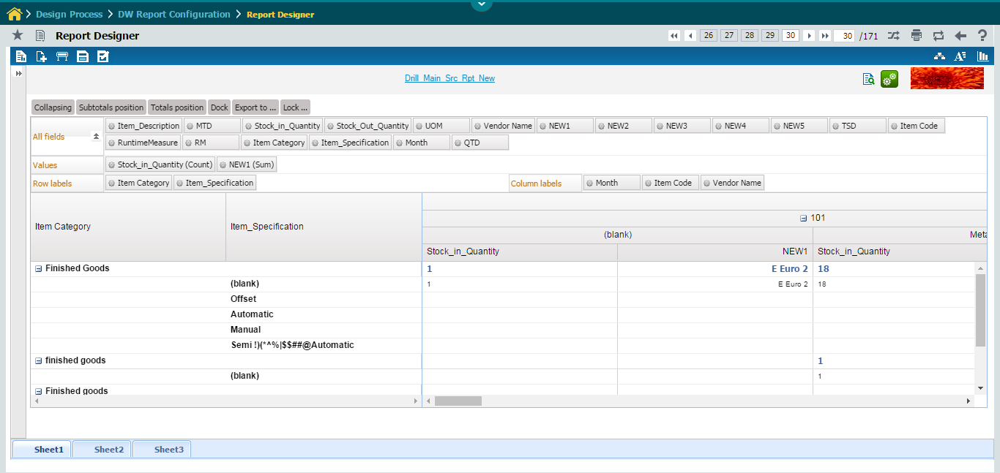 Design Process > DW Report Configuration > Report Designer
Report Designer 26 27 28 29 30 30 /171
Drill_Main_Src_Rpt_New
Collapsing Subtotals position Totals position Dock Export to ... Lock ...
All fields
Item_Description MTD Stock_in_Quantity Stock_Out_Quantity UOM Vendor Name NEW1 NEW2 NEW3 NEW4 NEW5 TSD Item Code
RuntimeMeasure RM Item Category Item_Specification Month QTD
Values Stock_in_Quantity (Count) NEW1 (Sum)
Row labels Item Category Item_Specification Column labels Month Item Code Vendor Name
101
Item Category Item_Specification
(blank) Meta
Stock_in_Quantity NEW1 Stock_in_Quantity
Finished Goods 1 E Euro 2 18
(blank) 1 E Euro 2 18
Offset
Automatic
Manual
Semi !)(*^%|$$##@Automatic
finished goods 1
(blank) 1
Finished goods
Sheet1 Sheet2 Sheet3